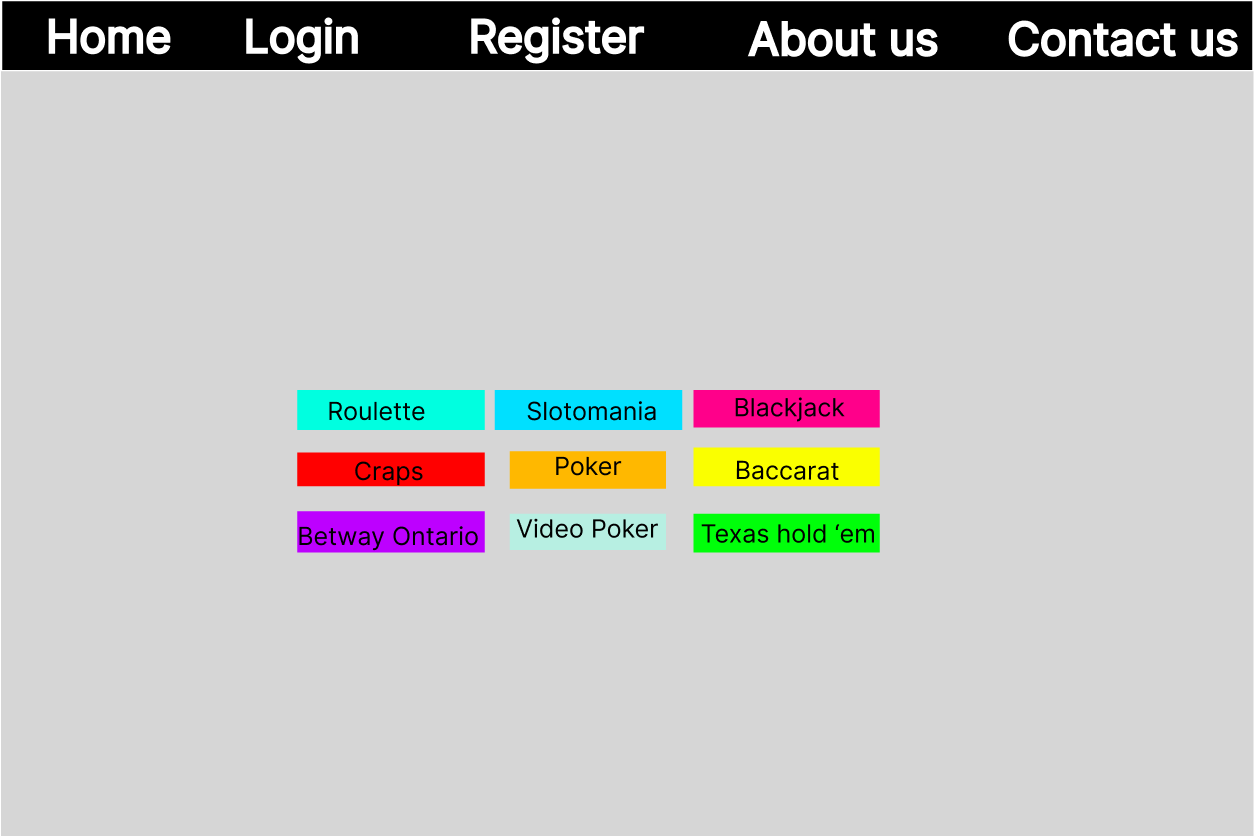 Home Login Register About us Contact us
Roulette Slotomania Blackjack
Craps Poker Baccarat
Betway Ontario Video Poker Texas hold ‘em